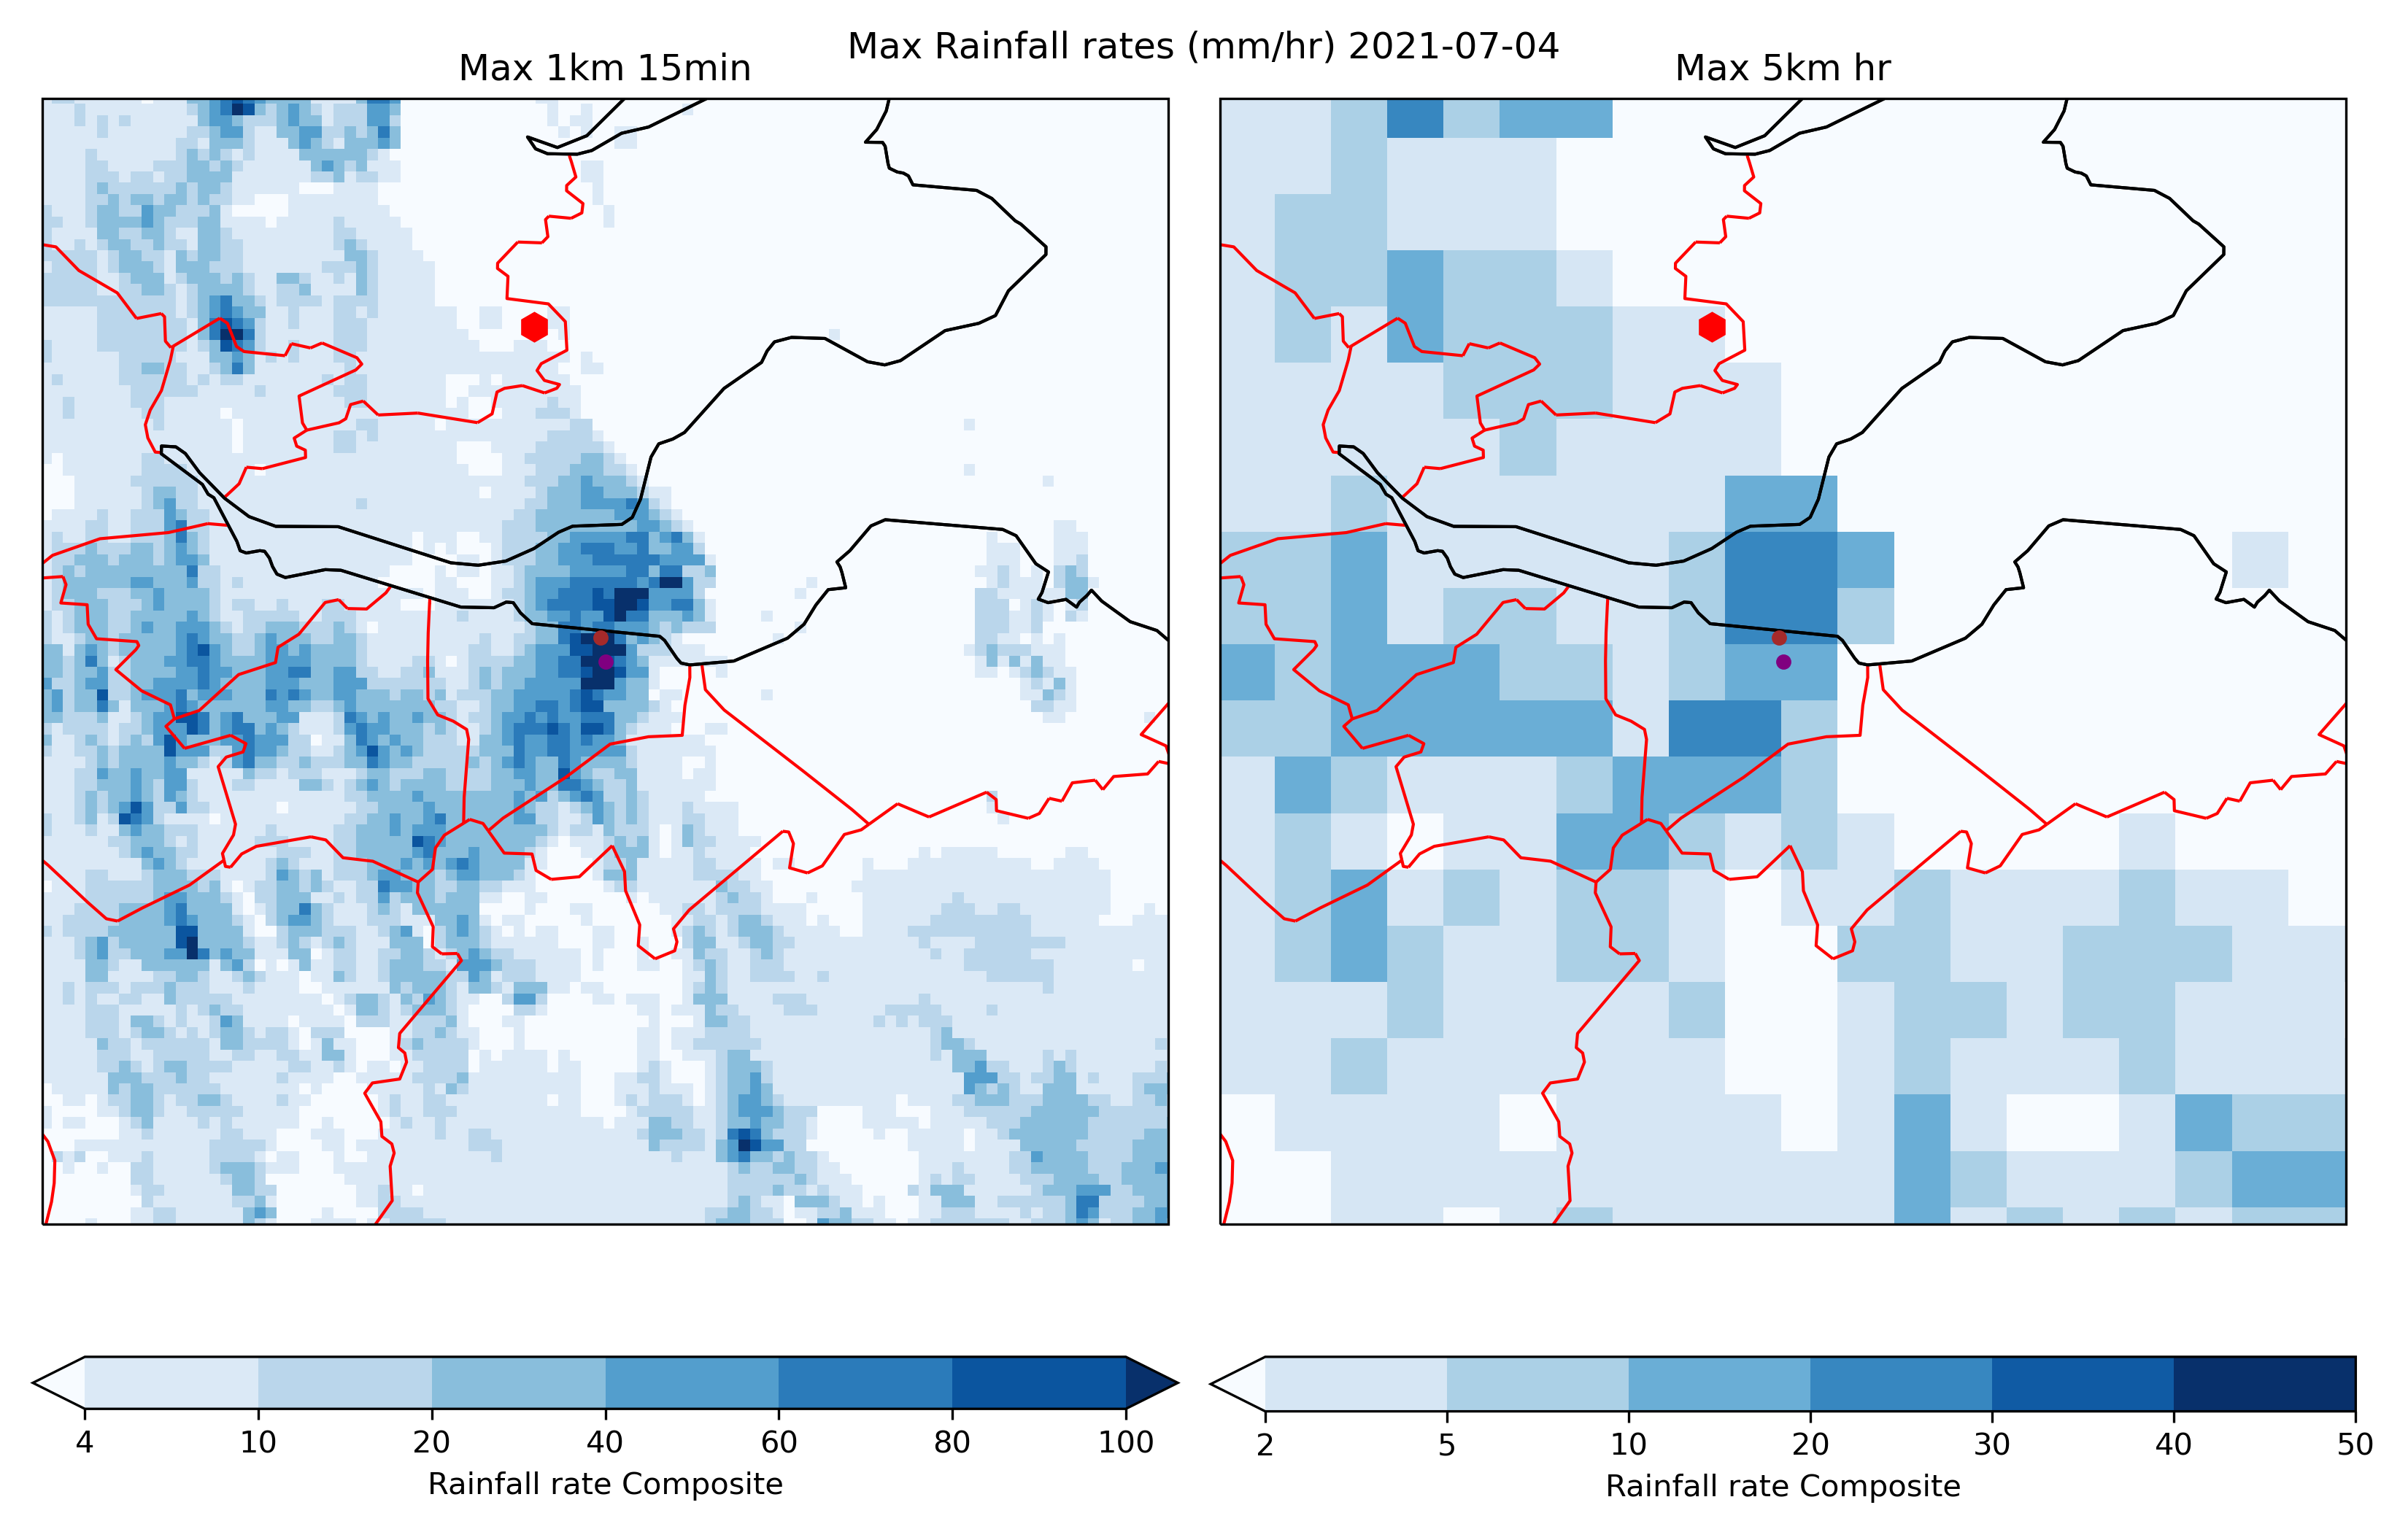 Max Rainfall rates (mm/hr) 2021-07-04
Max 1km 15min
Max 5km hr
4 10 20 40 60 80 100
Rainfall rate Composite
2 5 10 20 30 40 50
Rainfall rate Composite